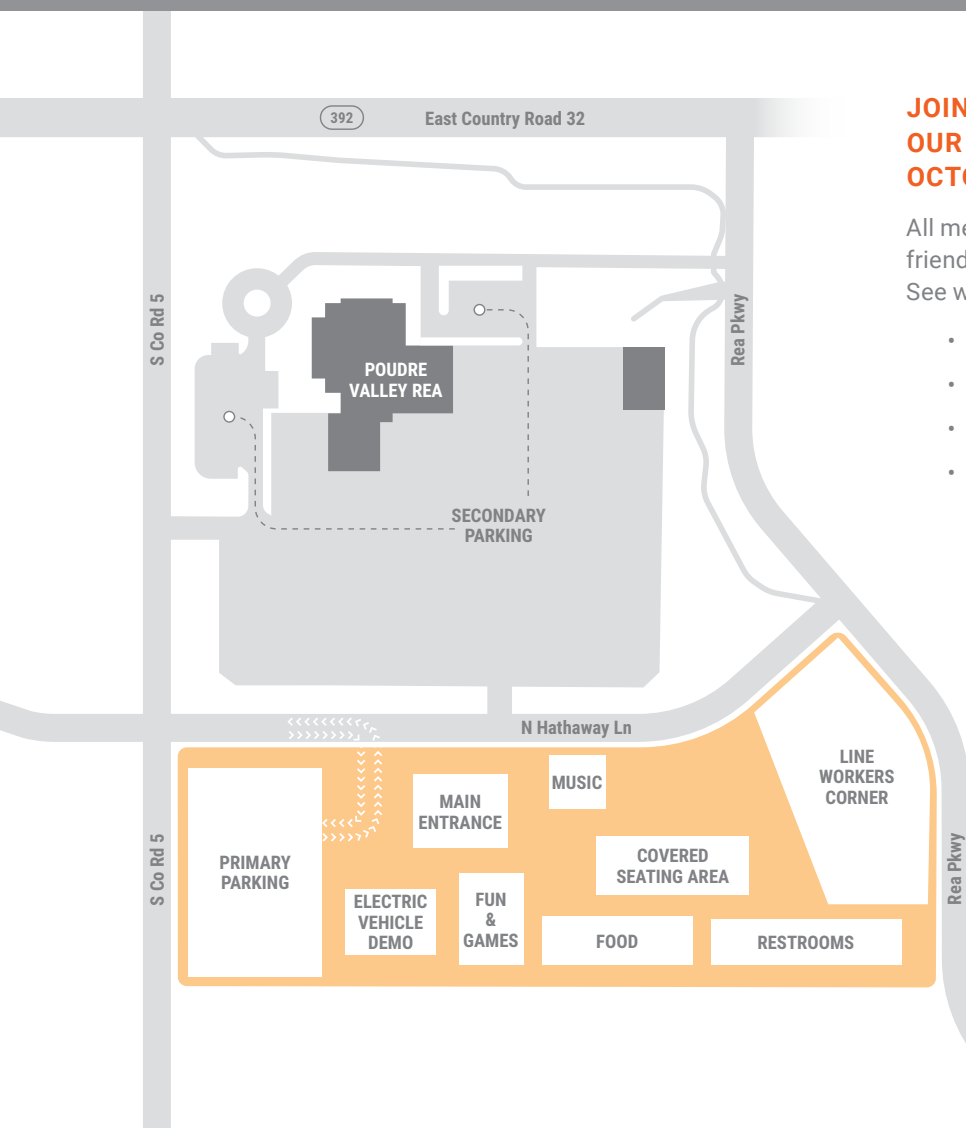 392
East Country Road 32
JOIN
OUR
All me
friend
See w
S Co Rd 5
Rea Pkwy
POUDRE
VALLEY REA
SECONDARY
PARKING
N Hathaway Ln
LINE
WORKERS
CORNER
MUSIC
MAIN
ENTRANCE
S Co Rd 5
PRIMARY
PARKING
COVERED
SEATING AREA
Rea Pkwy
ELECTRIC
VEHICLE
DEMO
FUN
&
GAMES
FOOD
RESTROOMS